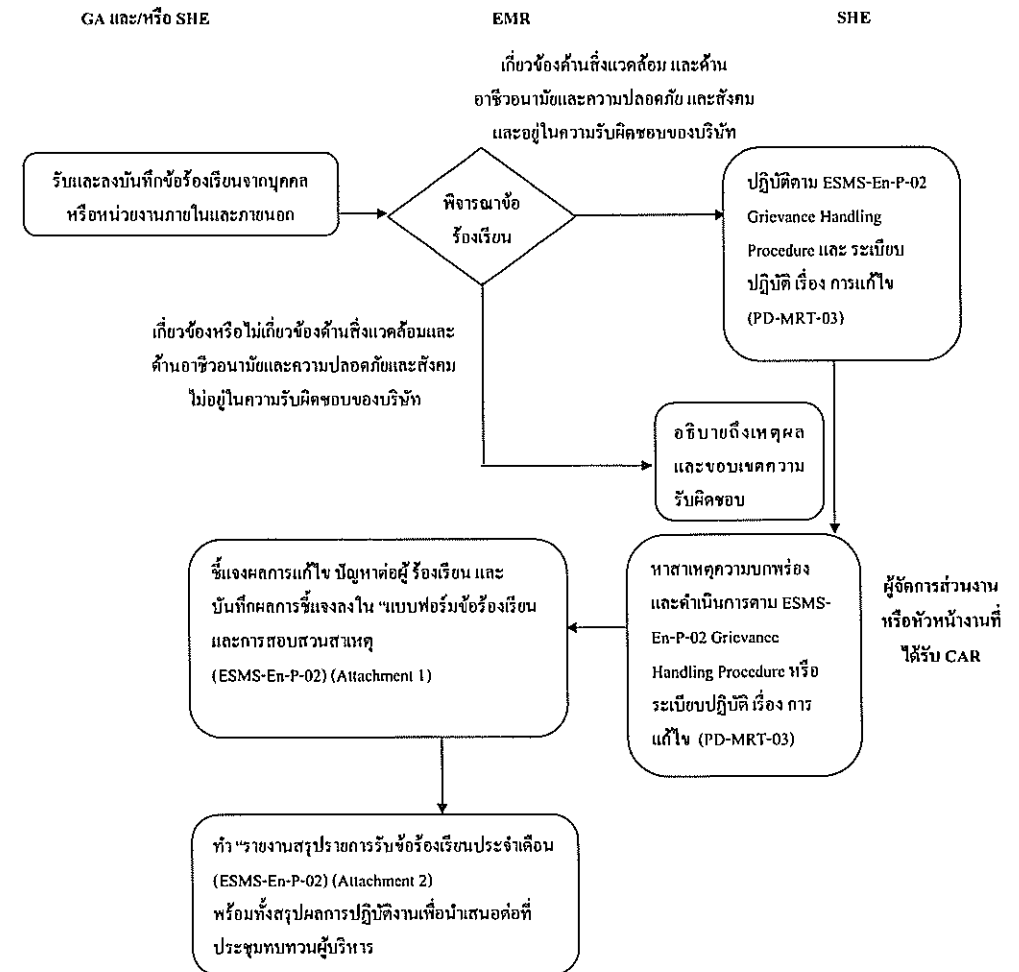 GA และ/หรือ SHE
EMR
SHE
เกี่ยวข้องด้านสิ่งแวดล้อม และด้าน
อาชีวอนามัยและความปลอดภัย และสังคม
และอยู่ในความรับผิดชอบของบริษัท
รับและลงบันทึกข้อร้องเรียนจากบุคคล
หรือหน่วยงานภายในและภายนอก
พิจารณาข้อ
ร้องเรียน
ปฏิบัติตาม ESMS-En-P-02
Grievance Handling
Procedure และ ระเบียบ
ปฏิบัติ เรื่อง การแก้ไข
(PD-MRT-03)
เกี่ยวข้องหรือไม่เกี่ยวข้องด้านสิ่งแวดล้อมและ
ด้านอาชีวอนามัยและความปลอดภัยและสังคม
ไม่อยู่ในความรับผิดชอบของบริษัท
อธิบายถึงเหตุผล
และขอบเขตความ
รับผิดชอบ
ชี้แจงผลการแก้ไข ปัญหาต่อผู้ ร้องเรียน และ
บันทึกผลการชี้แจงลงใน “แบบฟอร์มข้อร้องเรียน
และการสอบสวนสาเหตุ
(ESMS-En-P-02) (Attachment 1)
หาสาเหตุความบกพร่อง
และดำเนินการตาม ESMS-
En-P-02 Grievance
Handling Procedure หรือ
ระเบียบปฏิบัติ เรื่อง การ
แก้ไข (PD-MRT-03)
ผู้จัดการส่วนงาน
หรือหัวหน้างานที่
ได้รับ CAR
ทำ “รายงานสรุปรายการรับข้อร้องเรียนประจำเดือน
(ESMS-En-P-02) (Attachment 2)
พร้อมทั้งสรุปผลการปฏิบัติงานเพื่อนำเสนอต่อที่
ประชุมทบทวนผู้บริหาร